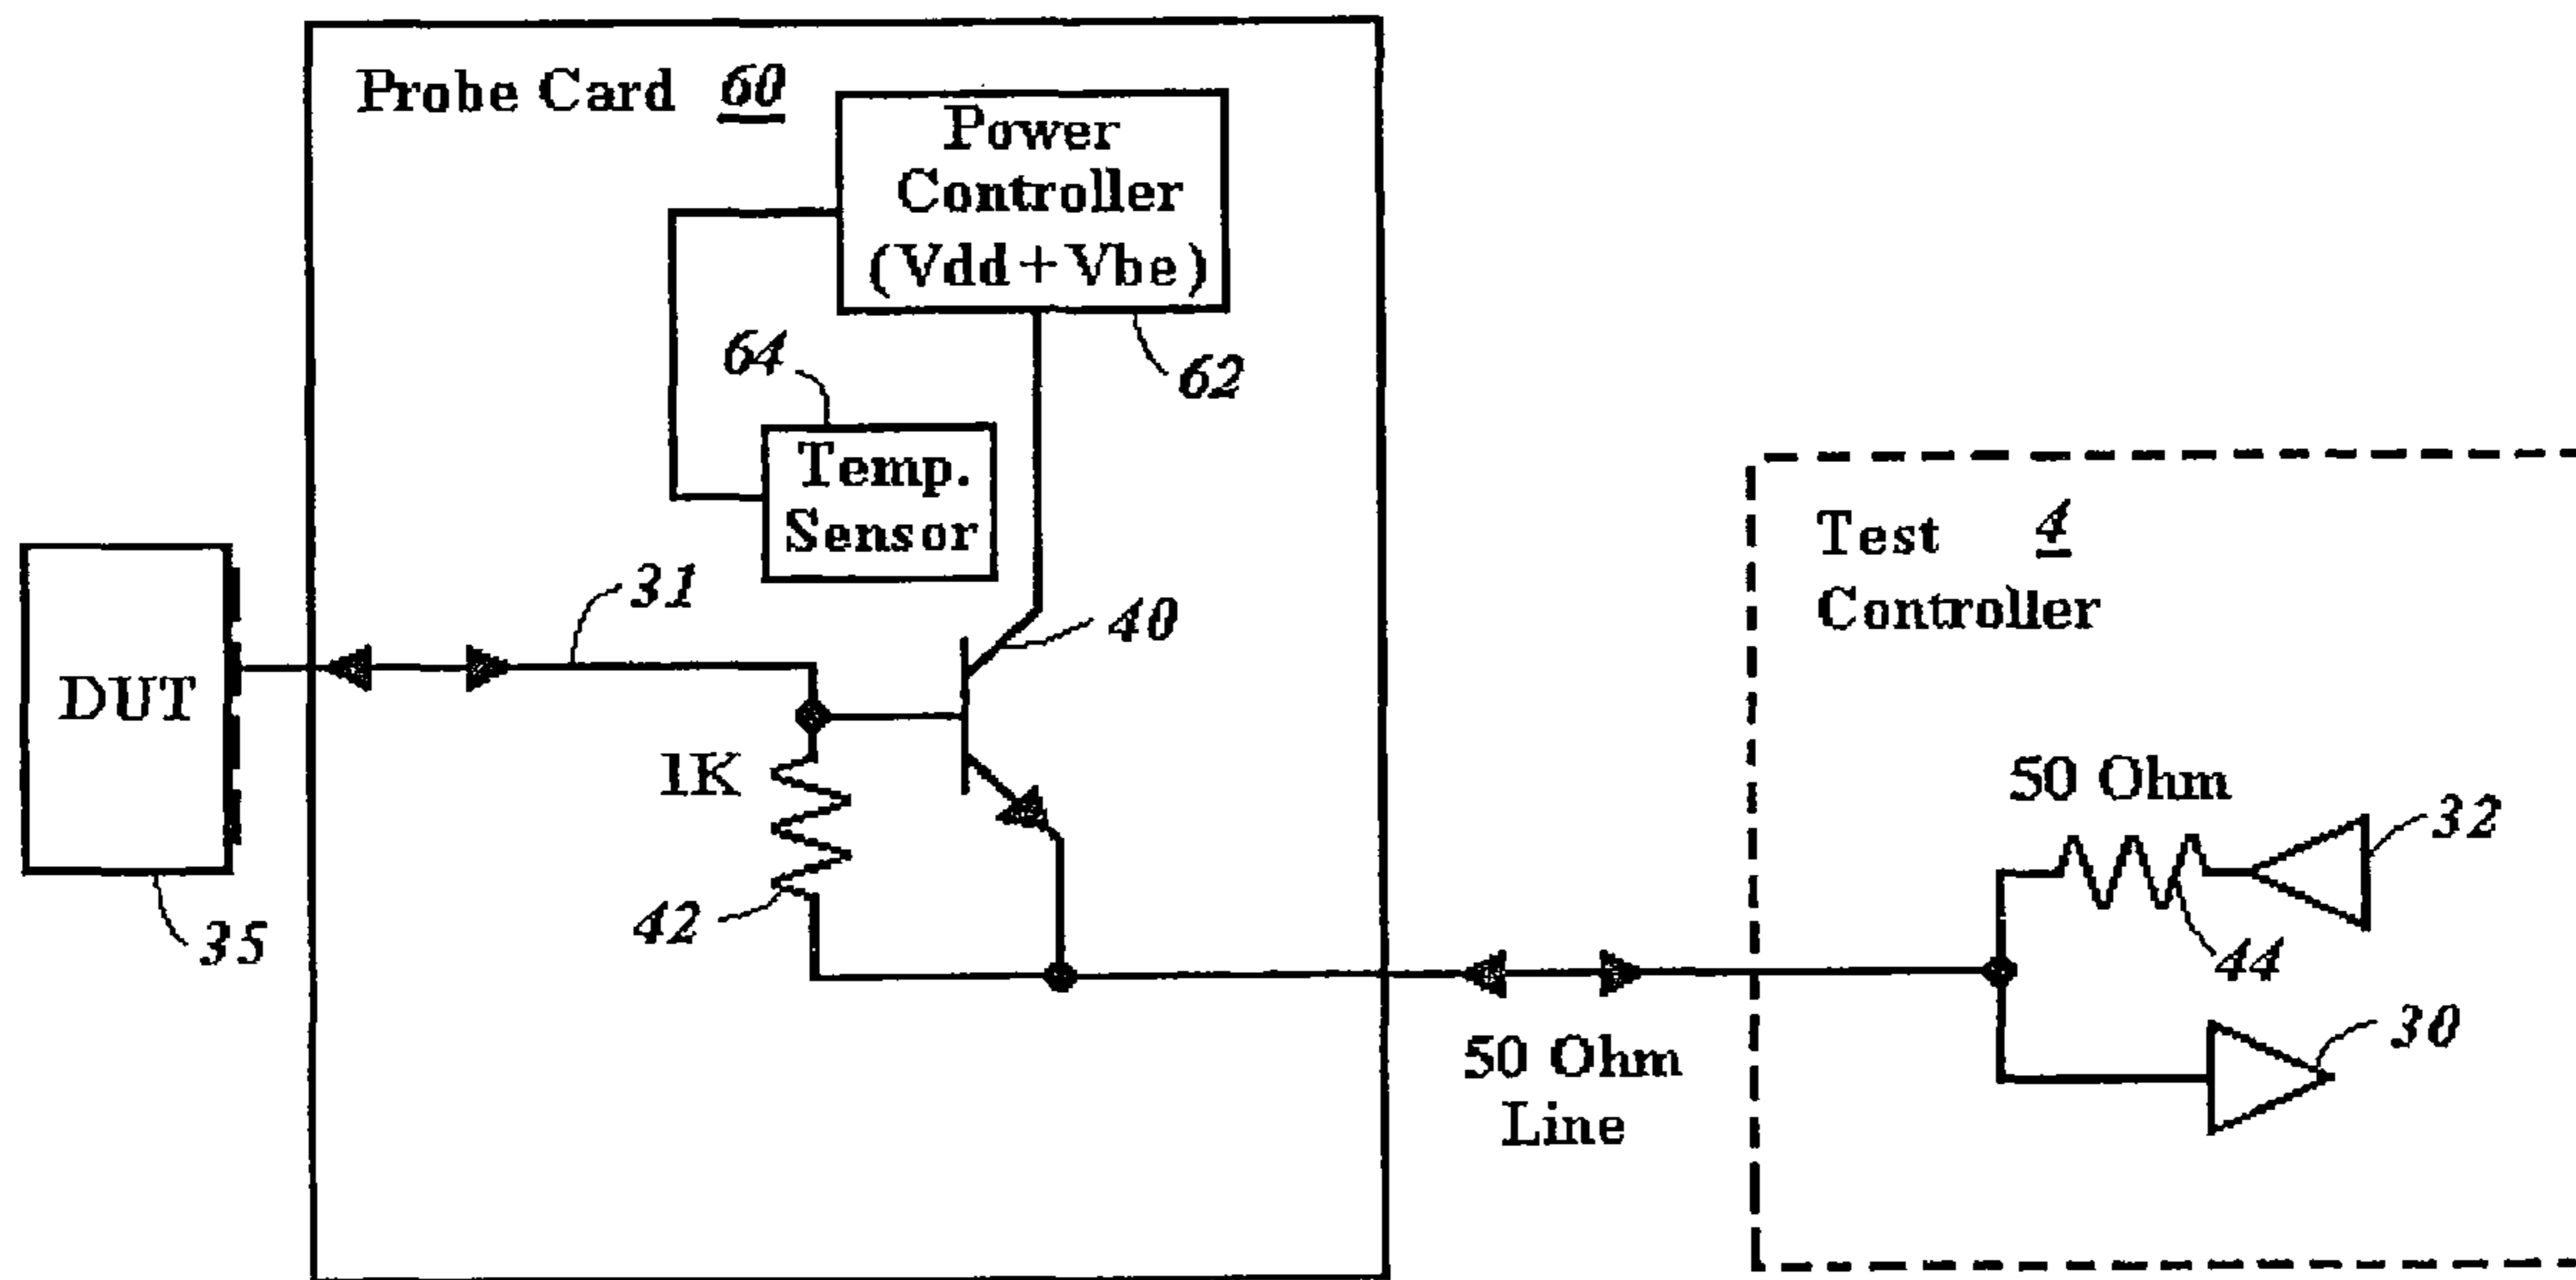 Probe Card 60
Power
Controller
(Vdd+Vbe)
64
62
Temp.
Sensor
31
40
DUT
1K
42
35
50 Ohm
Line
Test 4
Controller
50 Ohm
32
44
30